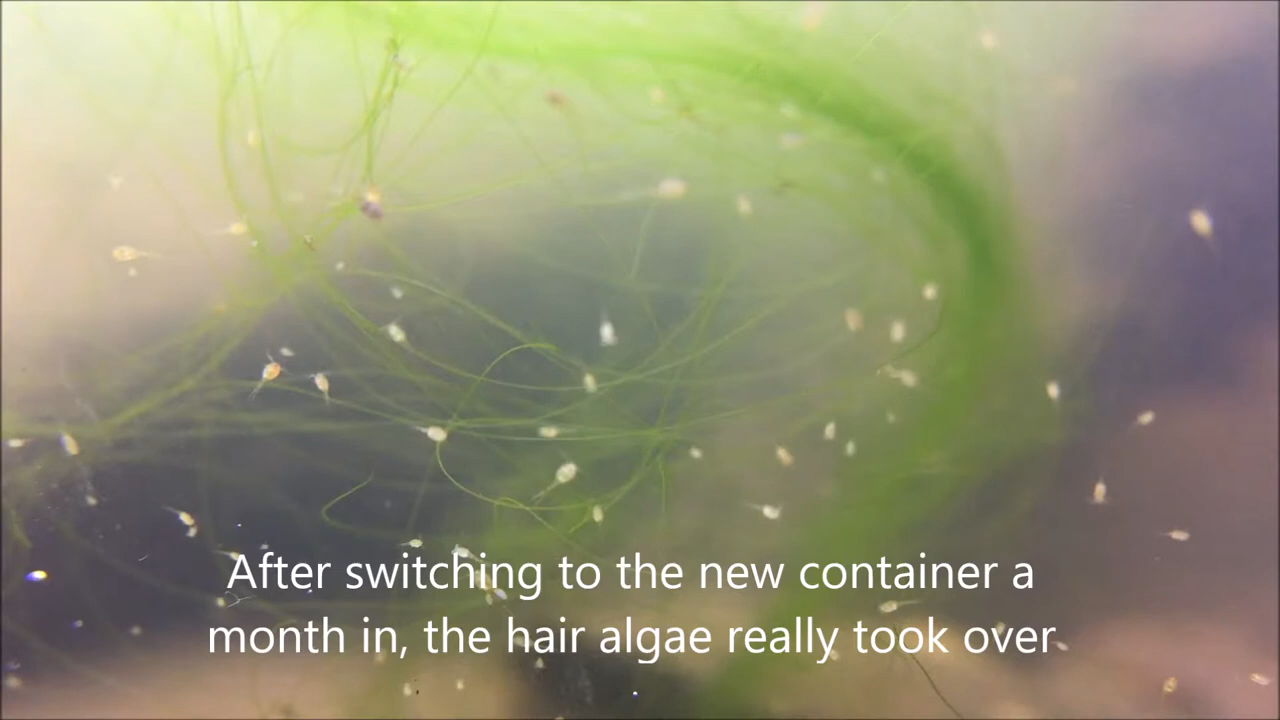 After switching to the new container a
month in, the hair algae really took over